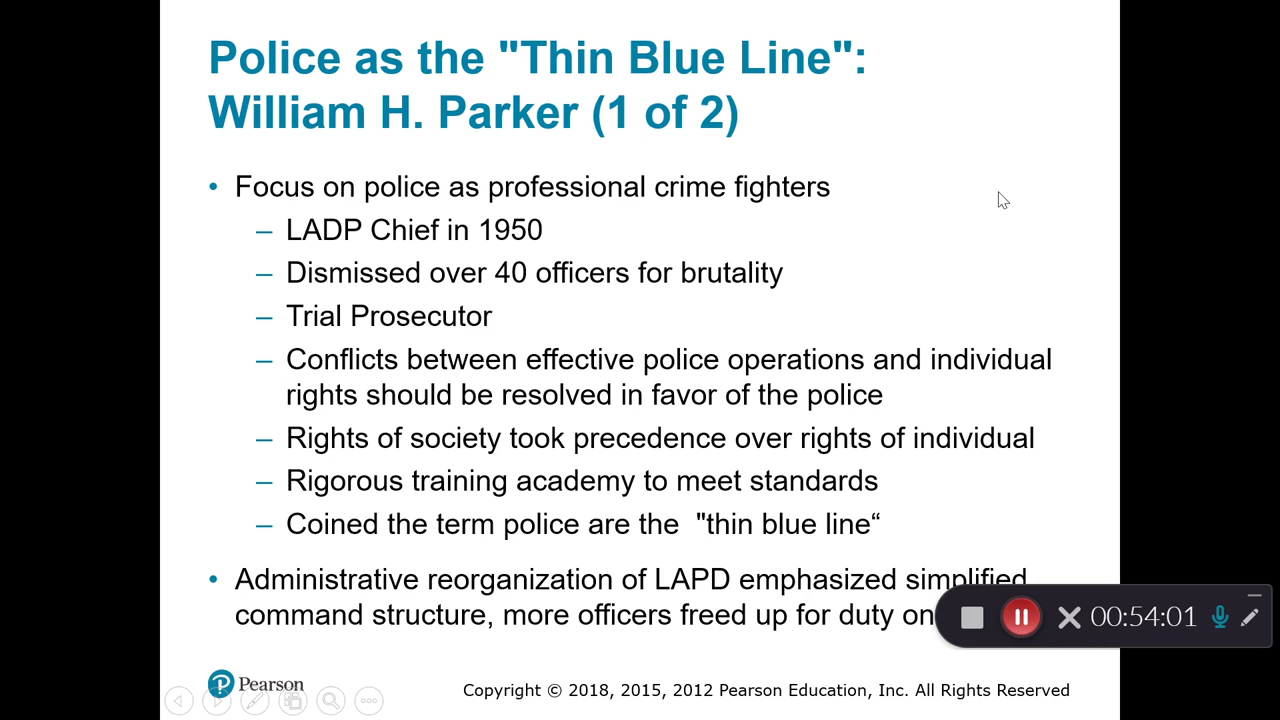 Police as the "Thin Blue Line":
William H. Parker (1 of 2)
• Focus on police as professional crime fighters
– LADP Chief in 1950
– Dismissed over 40 officers for brutality
– Trial Prosecutor
– Conflicts between effective police operations and individual
rights should be resolved in favor of the police
– Rights of society took precedence over rights of individual
– Rigorous training academy to meet standards
– Coined the term police are the  "thin blue line“
• Administrative reorganization of LAPD emphasized simplified
command structure, more officers freed up for duty on
00:54:01
Pearson
Copyright © 2018, 2015, 2012 Pearson Education, Inc. All Rights Reserved